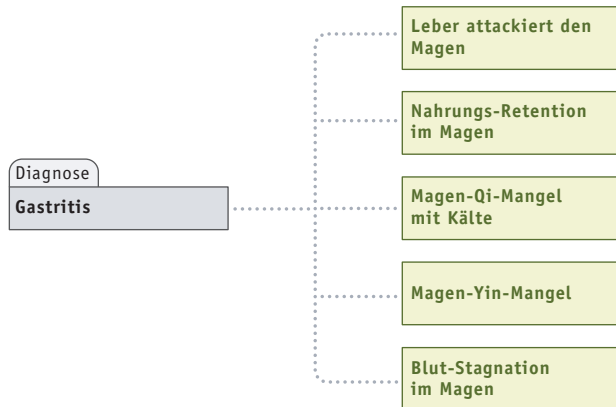 Diagnose
Gastritis
Leber attackiert den
Magen
Nahrungs-Retention
im Magen
Magen-Qi-Mangel
mit Kälte
Magen-Yin-Mangel
Blut-Stagnation
im Magen